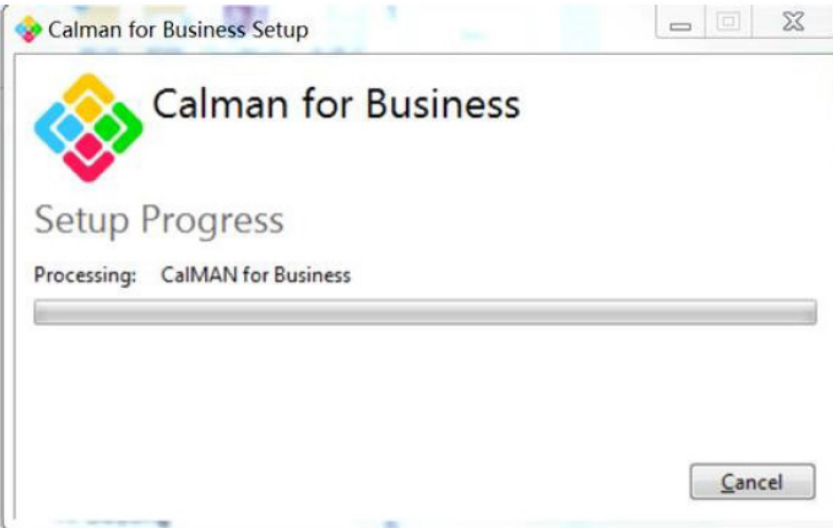 Calman for Business Setup
Calman for Business
Setup Progress
Processing: CalMAN for Business
Cancel